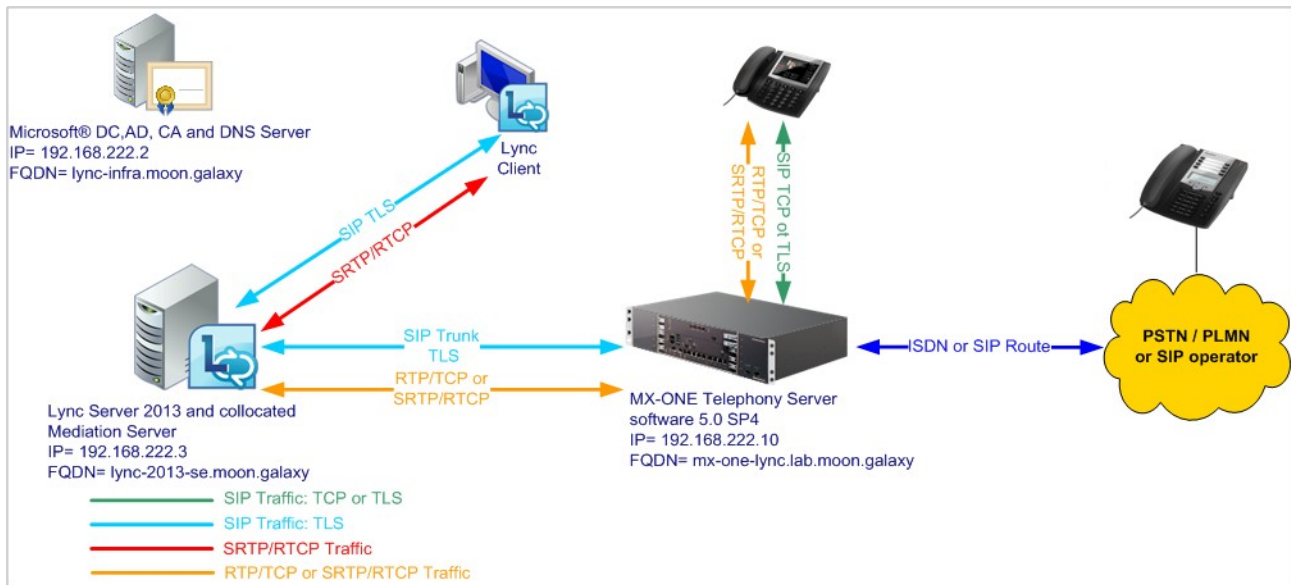 Microsoft® DC,AD, CA and DNS Server
IP= 192.168.222.2
FQDN= lync-infra.moon.galaxy
Lync
Client
SIP TLS
SRTP/RTCP
RTP/TCP or
SRTP/RTCP
SIP TCP ot TLS
SIP Trunk
TLS
RTP/TCP or
SRTP/RTCP
ISDN or SIP Route
PSTN / PLMN
or SIP operator
Lync Server 2013 and collocated
Mediation Server
IP= 192.168.222.3
FQDN= lync-2013-se.moon.galaxy
MX-ONE Telephony Server
software 5.0 SP4
IP= 192.168.222.10
FQDN= mx-one-lync.lab.moon.galaxy
SIP Traffic: TCP or TLS
SIP Traffic: TLS
SRTP/RTCP Traffic
RTP/TCP or SRTP/RTCP Traffic